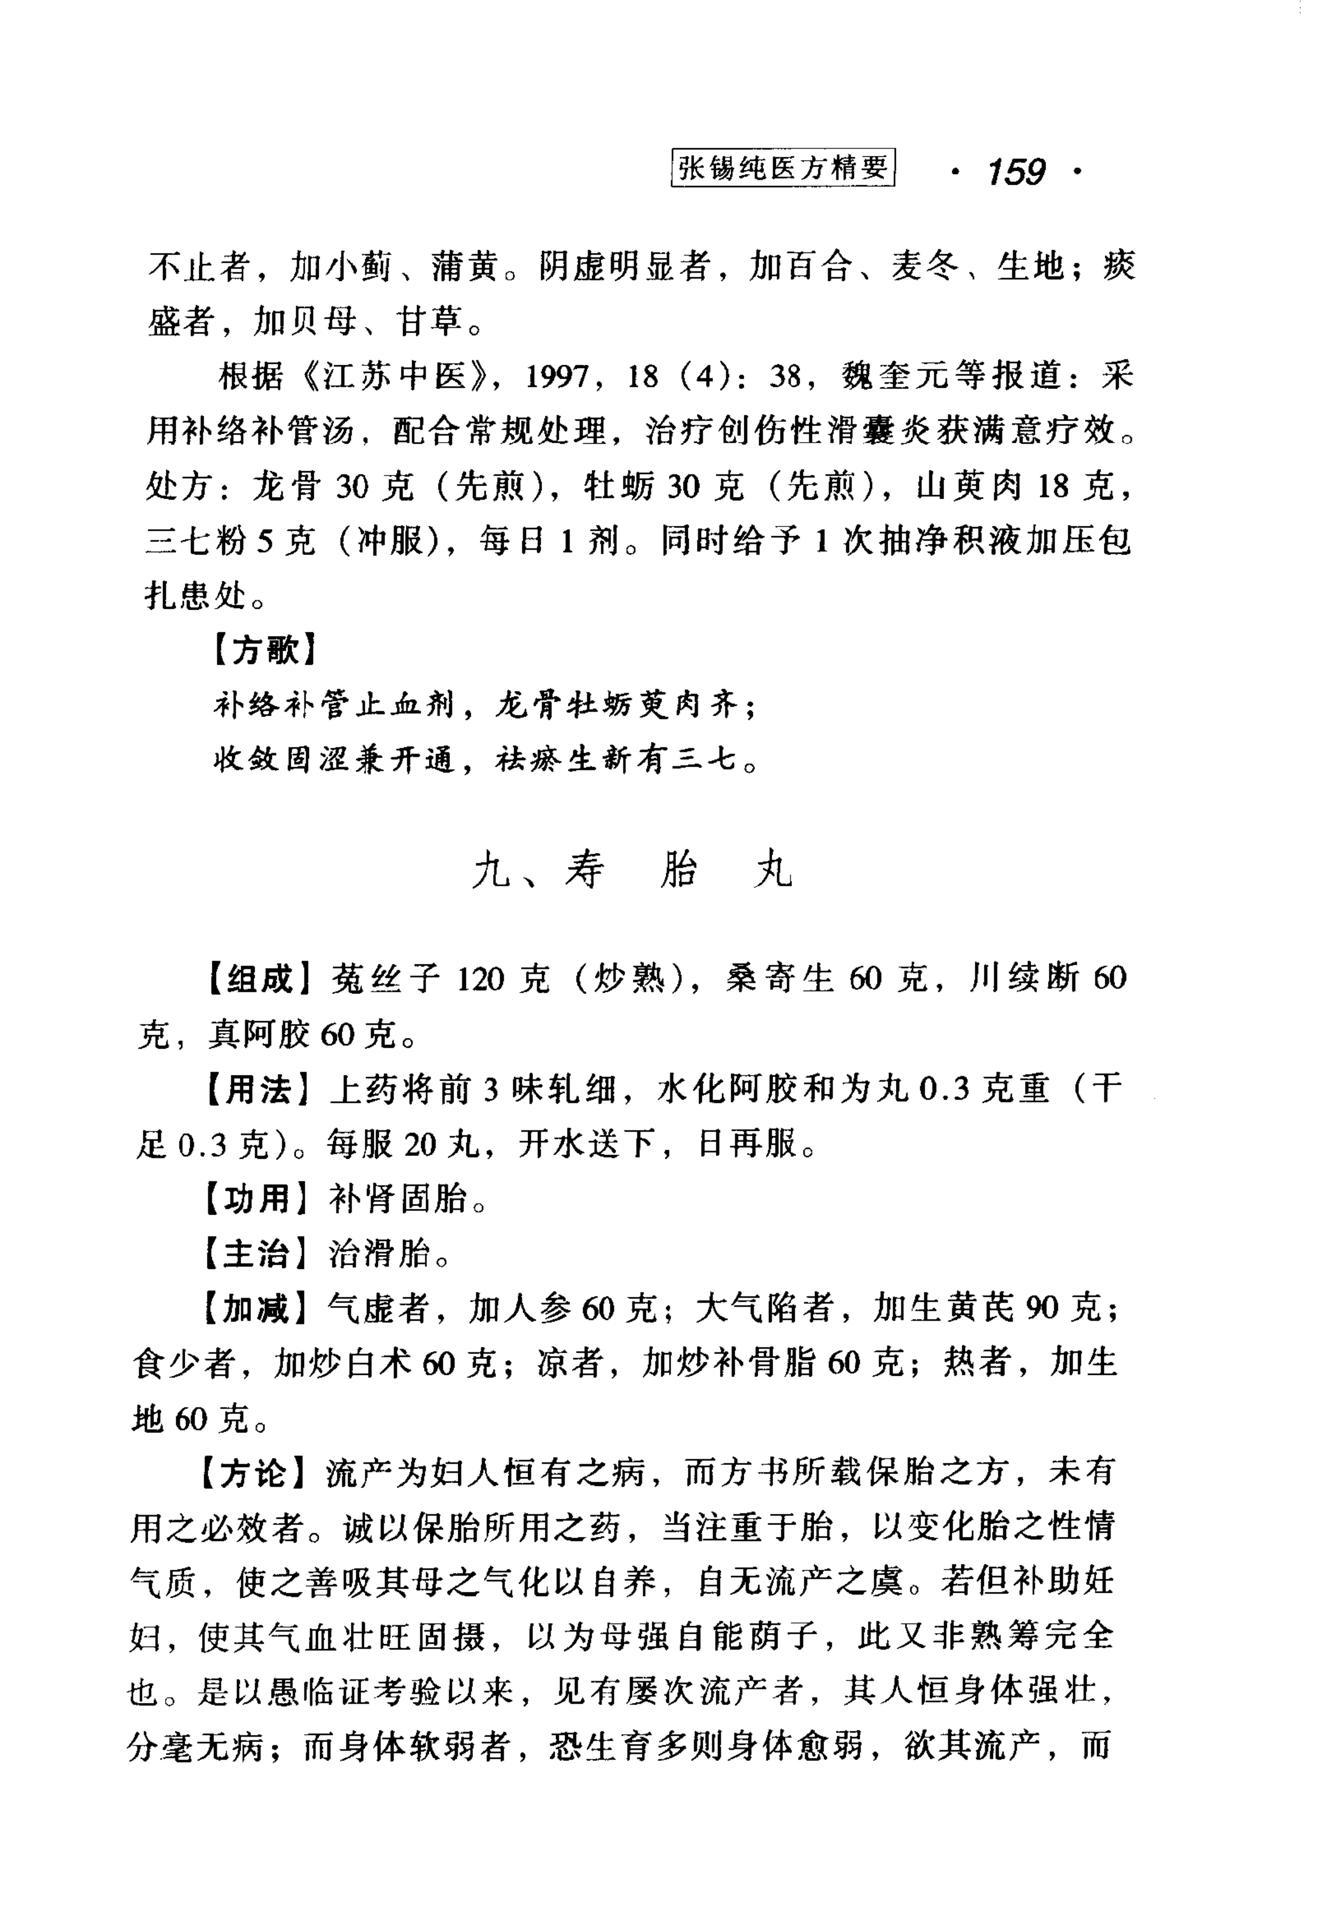 张锡纯医方精要 · 159 ·
不止者，加小蓟、蒲黄。阴虚明显者，加百合、麦冬、生地；痰
盛者，加贝母、甘草。
根据《江苏中医》，1997，18（4）：38，魏奎元等报道：采
用补络补管汤，配合常规处理，治疗创伤性滑囊炎获满意疗效。
处方：龙骨 30 克（先煎），牡蛎 30 克（先煎），山萸肉 18 克，
三七粉 5 克（冲服），每日 1 剂。同时给予 1 次抽净积液加压包
扎患处。
【方歌】
补络补管止血剂，龙骨牡蛎萸肉齐；
收敛固涩兼开通，祛瘀生新有三七。
九、寿 胎 丸
【组成】菟丝子 120 克（炒熟），桑寄生 60 克，川续断 60
克，真阿胶 60 克。
【用法】上药将前 3 味轧细，水化阿胶和为丸 0.3 克重（干
足 0.3 克）。每服 20 丸，开水送下，日再服。
【功用】补肾固胎。
【主治】治滑胎。
【加减】气虚者，加人参 60 克；大气陷者，加生黄芪 90 克；
食少者，加炒白术 60 克；凉者，加炒补骨脂 60 克；热者，加生
地 60 克。
【方论】流产为妇人恒有之病，而方书所载保胎之方，未有
用之必效者。诚以保胎所用之药，当注重于胎，以变化胎之性情
气质，使之善吸其母之气化以自养，自无流产之虞。若但补助妊
妇，使其气血壮旺固摄，以为母强自能荫子，此又非熟筹完全
也。是以愚临证考验以来，见有屡次流产者，其人恒身体强壮，
分毫无病；而身体软弱者，恐生育多则身体愈弱，欲其流产，而